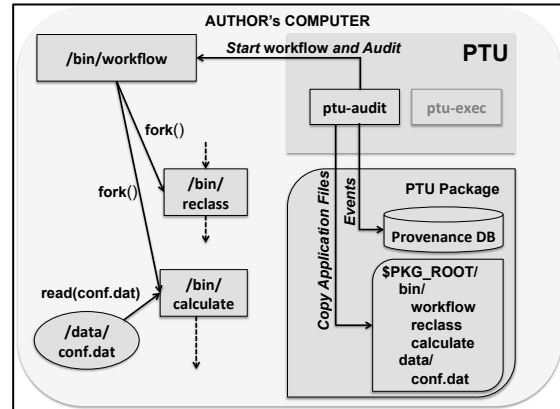 AUTHOR's COMPUTER
/bin/workflow
Start workflow and Audit
PTU
ptu-audit
ptu-exec
fork()
fork()
/bin/
reclass
Copy Application Files
Events
PTU Package
Provenance DB
read(conf.dat)
/bin/
calculate
/data/
conf.dat
$PKG_ROOT/
bin/
workflow
reclass
calculate
data/
conf.dat